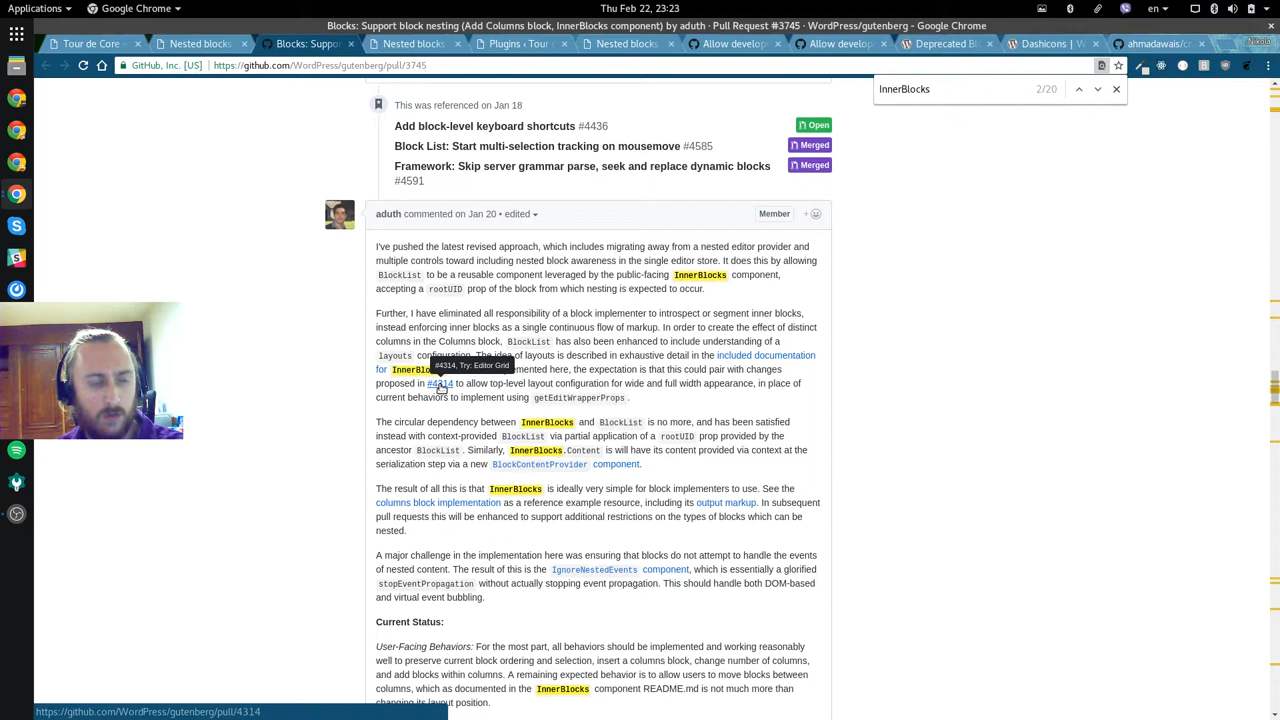 Applications
Google Chrome
Thu Feb 22, 23:23
en
Blocks: Support block nesting (Add Columns block, InnerBlocks component) by aduth · Pull Request #3745 · WordPress/gutenberg - Google Chrome
Tour de Core
Nested blocks
Blocks: Suppo
Nested blocks
Plugins ‹ Tour
Nested blocks
Allow develop
Allow develop
Deprecated Bl
Dashicons | W
ahmadawais/cr
Nikola
GitHub, Inc. [US]
https://github.com/WordPress/gutenberg/pull/3745
InnerBlocks
2/20
This was referenced on Jan 18
Add block-level keyboard shortcuts #4436
Open
Block List: Start multi-selection tracking on mousemove #4585
Merged
Framework: Skip server grammar parse, seek and replace dynamic blocks
Merged
#4591
aduth commented on Jan 20 • edited
Member
I've pushed the latest revised approach, which includes migrating away from a nested editor provider and
multiple controls toward including nested block awareness in the single editor store. It does this by allowing
BlockList to be a reusable component leveraged by the public-facing InnerBlocks component,
accepting a rootUID prop of the block from which nesting is expected to occur.
Further, I have eliminated all responsibility of a block implementer to introspect or segment inner blocks,
instead enforcing inner blocks as a single continuous flow of markup. In order to create the effect of distinct
columns in the Columns block, BlockList has also been enhanced to include understanding of a
layouts configuration. The idea of layouts is described in exhaustive detail in the included documentation
#4314, Try: Editor Grid
for InnerBlo emented here, the expectation is that this could pair with changes
proposed in #4314 to allow top-level layout configuration for wide and full width appearance, in place of
current behaviors to implement using getEditWrapperProps.
The circular dependency between InnerBlocks and BlockList is no more, and has been satisfied
instead with context-provided BlockList via partial application of a rootUID prop provided by the
ancestor BlockList. Similarly, InnerBlocks.Content is will have its content provided via context at the
serialization step via a new BlockContentProvider component.
The result of all this is that InnerBlocks is ideally very simple for block implementers to use. See the
columns block implementation as a reference example resource, including its output markup. In subsequent
pull requests this will be enhanced to support additional restrictions on the types of blocks which can be
nested.
A major challenge in the implementation here was ensuring that blocks do not attempt to handle the events
of nested content. The result of this is the IgnoreNestedEvents component, which is essentially a glorified
stopEventPropagation without actually stopping event propagation. This should handle both DOM-based
and virtual event bubbling.
Current Status:
User-Facing Behaviors: For the most part, all behaviors should be implemented and working reasonably
well to preserve current block ordering and selection, insert a columns block, change number of columns,
and add blocks within columns. A remaining expected behavior is to allow users to move blocks between
columns, which as documented in the InnerBlocks component README.md is not much more than
changing its layout position.
https://github.com/WordPress/gutenberg/pull/4314